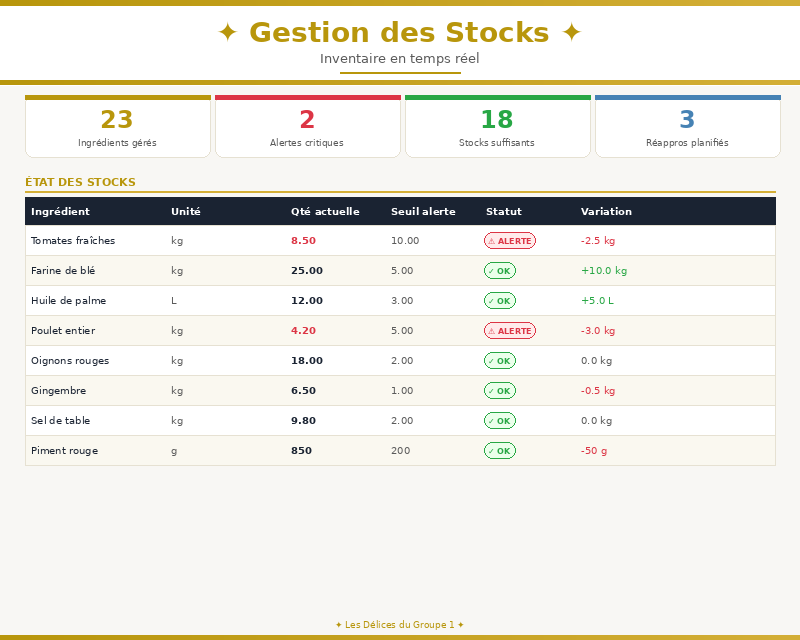 ✦ Gestion des Stocks ✦
Inventaire en temps réel
23 2 18 3
Ingrédients gérés Alertes critiques Stocks suffisants Réappros planifiés
ÉTAT DES STOCKS
Ingrédient Unité Qté actuelle Seuil alerte Statut Variation
Tomates fraîches kg 8.50 10.00 ⚠ ALERTE -2.5 kg
Farine de blé kg 25.00 5.00 ✓ OK +10.0 kg
Huile de palme L 12.00 3.00 ✓ OK +5.0 L
Poulet entier kg 4.20 5.00 ⚠ ALERTE -3.0 kg
Oignons rouges kg 18.00 2.00 ✓ OK 0.0 kg
Gingembre kg 6.50 1.00 ✓ OK -0.5 kg
Sel de table kg 9.80 2.00 ✓ OK 0.0 kg
Piment rouge g 850 200 ✓ OK -50 g
✦ Les Délices du Groupe 1 ✦